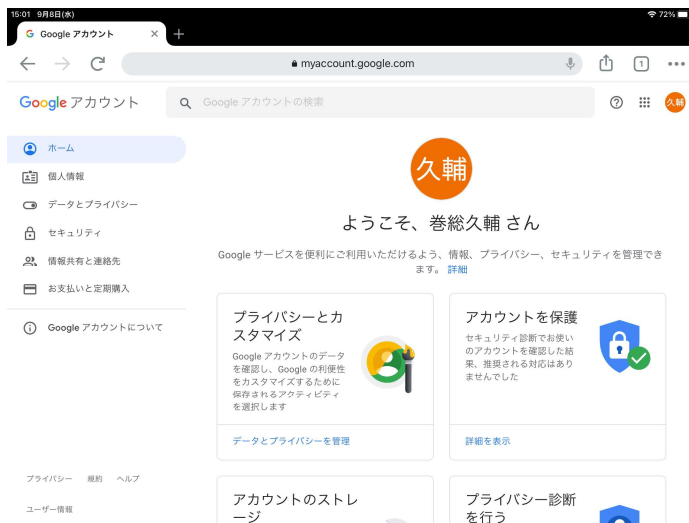 15:01 9月8日(水)
72%
Google アカウント
myaccount.google.com
1
Google アカウント
Google アカウントの検索
久輔
ホーム
個人情報
データとプライバシー
セキュリティ
情報共有と連絡先
お支払いと定期購入
Google アカウントについて
久輔
ようこそ、巻総久輔 さん
Google サービスを便利にご利用いただけるよう、情報、プライバシー、セキュリティを管理でき
ます。 詳細
プライバシーとカ
スタマイズ
Google アカウントのデータ
を確認し、Google の利便性
をカスタマイズするために
保存されるアクティビティ
を選択します
データとプライバシーを管理
アカウントを保護
セキュリティ診断でお使い
のアカウントを確認した結
果、推奨される対応はあり
ませんでした
詳細を表示
アカウントのストレ
ージ
プライバシー診断
を行う
プライバシー 規約 ヘルプ
ユーザー情報